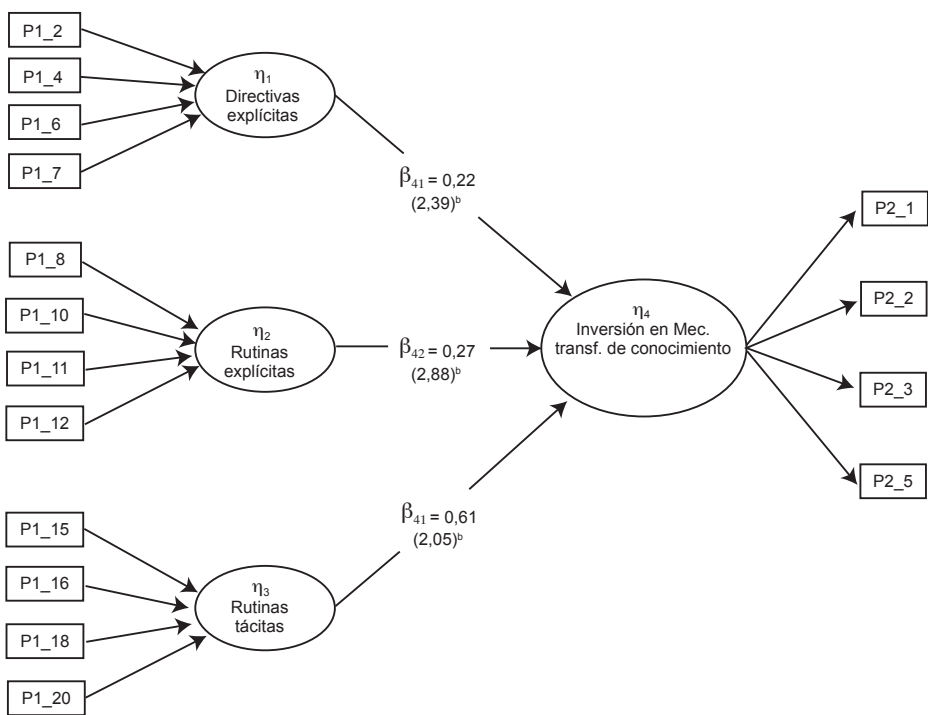 P1_2
P1_4
P1_6
P1_7
η₁
Directivas
explícitas
β₄₁ = 0,22
(2,39)ᵇ
P1_8
P1_10
P1_11
P1_12
η₂
Rutinas
explícitas
β₄₂ = 0,27
(2,88)ᵇ
P1_15
P1_16
P1_18
P1_20
η₃
Rutinas
tácitas
β₄₁ = 0,61
(2,05)ᵇ
η₄
Inversión en Mec.
transf. de conocimiento
P2_1
P2_2
P2_3
P2_5